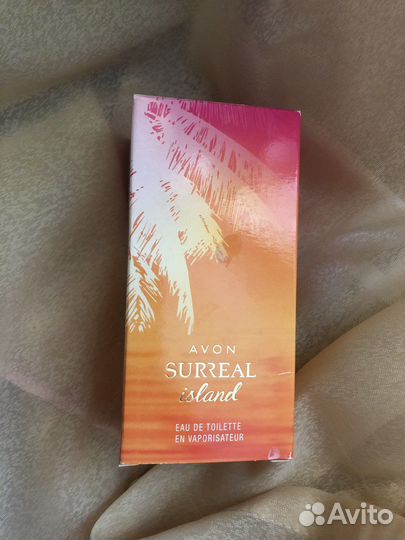 AVON
SURREAL
island
EAU DE TOILETTE
EN VAPORISATEUR
Avito